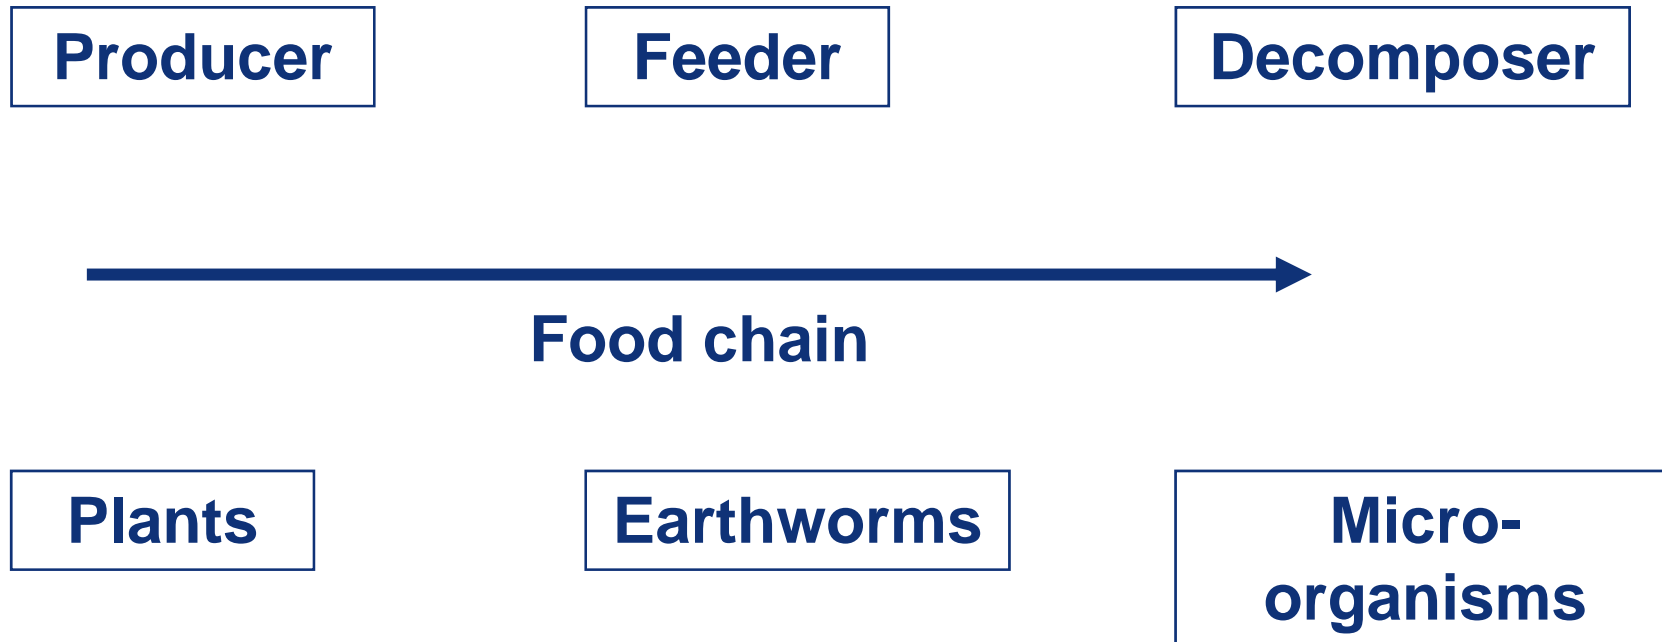 Producer
Feeder
Decomposer
Food chain
Plants
Earthworms
Micro-
organisms